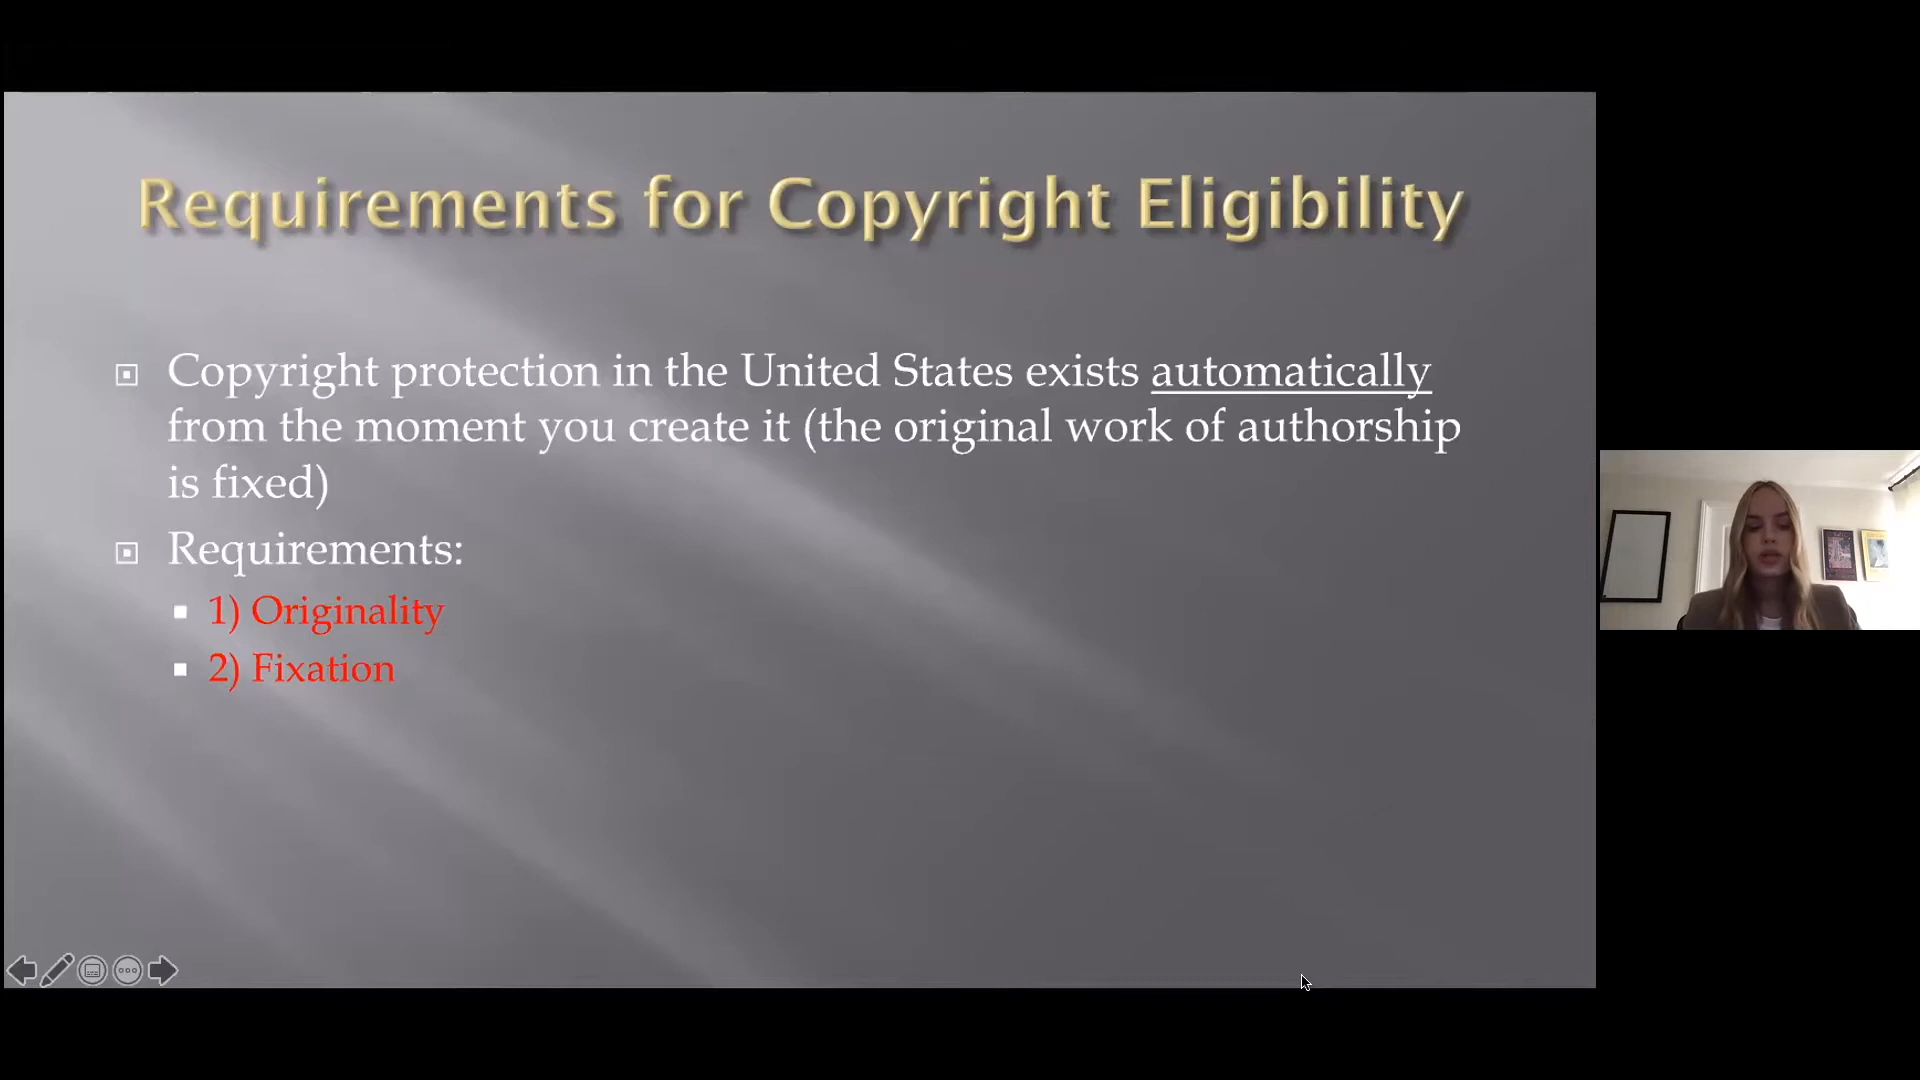 Requirements for Copyright Eligibility
Copyright protection in the United States exists automatically
from the moment you create it (the original work of authorship
is fixed)
Requirements:
1) Originality
2) Fixation